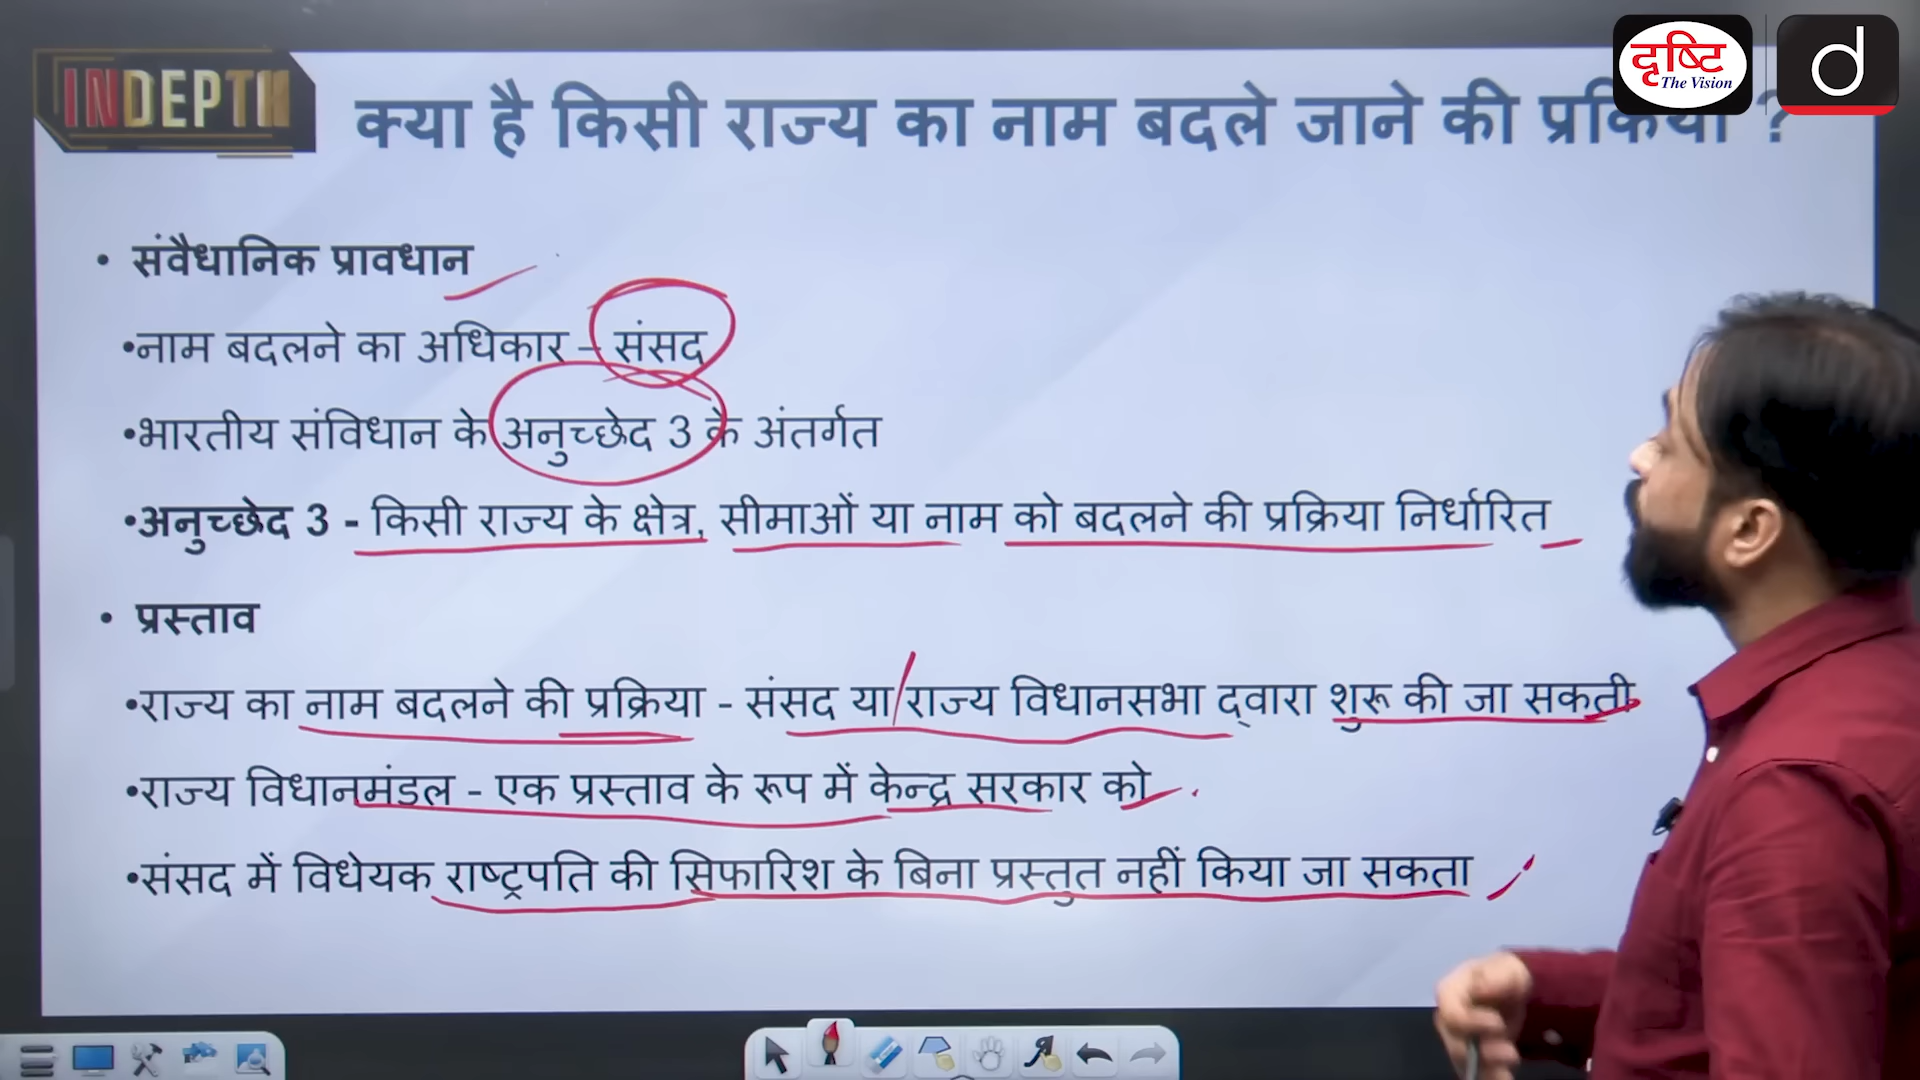 दृष्टि
The Vision
d
INDEPTH
क्या है किसी राज्य का नाम बदले जाने की प्रकिया ?
• संवैधानिक प्रावधान
•नाम बदलने का अधिकार – संसद
•भारतीय संविधान के अनुच्छेद 3 के अंतर्गत
•अनुच्छेद 3 - किसी राज्य के क्षेत्र, सीमाओं या नाम को बदलने की प्रक्रिया निर्धारित
• प्रस्ताव
•राज्य का नाम बदलने की प्रक्रिया - संसद या राज्य विधानसभा द्वारा शुरू की जा सकती
•राज्य विधानमंडल - एक प्रस्ताव के रूप में केन्द्र सरकार को
•संसद में विधेयक राष्ट्रपति की सिफारिश के बिना प्रस्तुत नहीं किया जा सकता